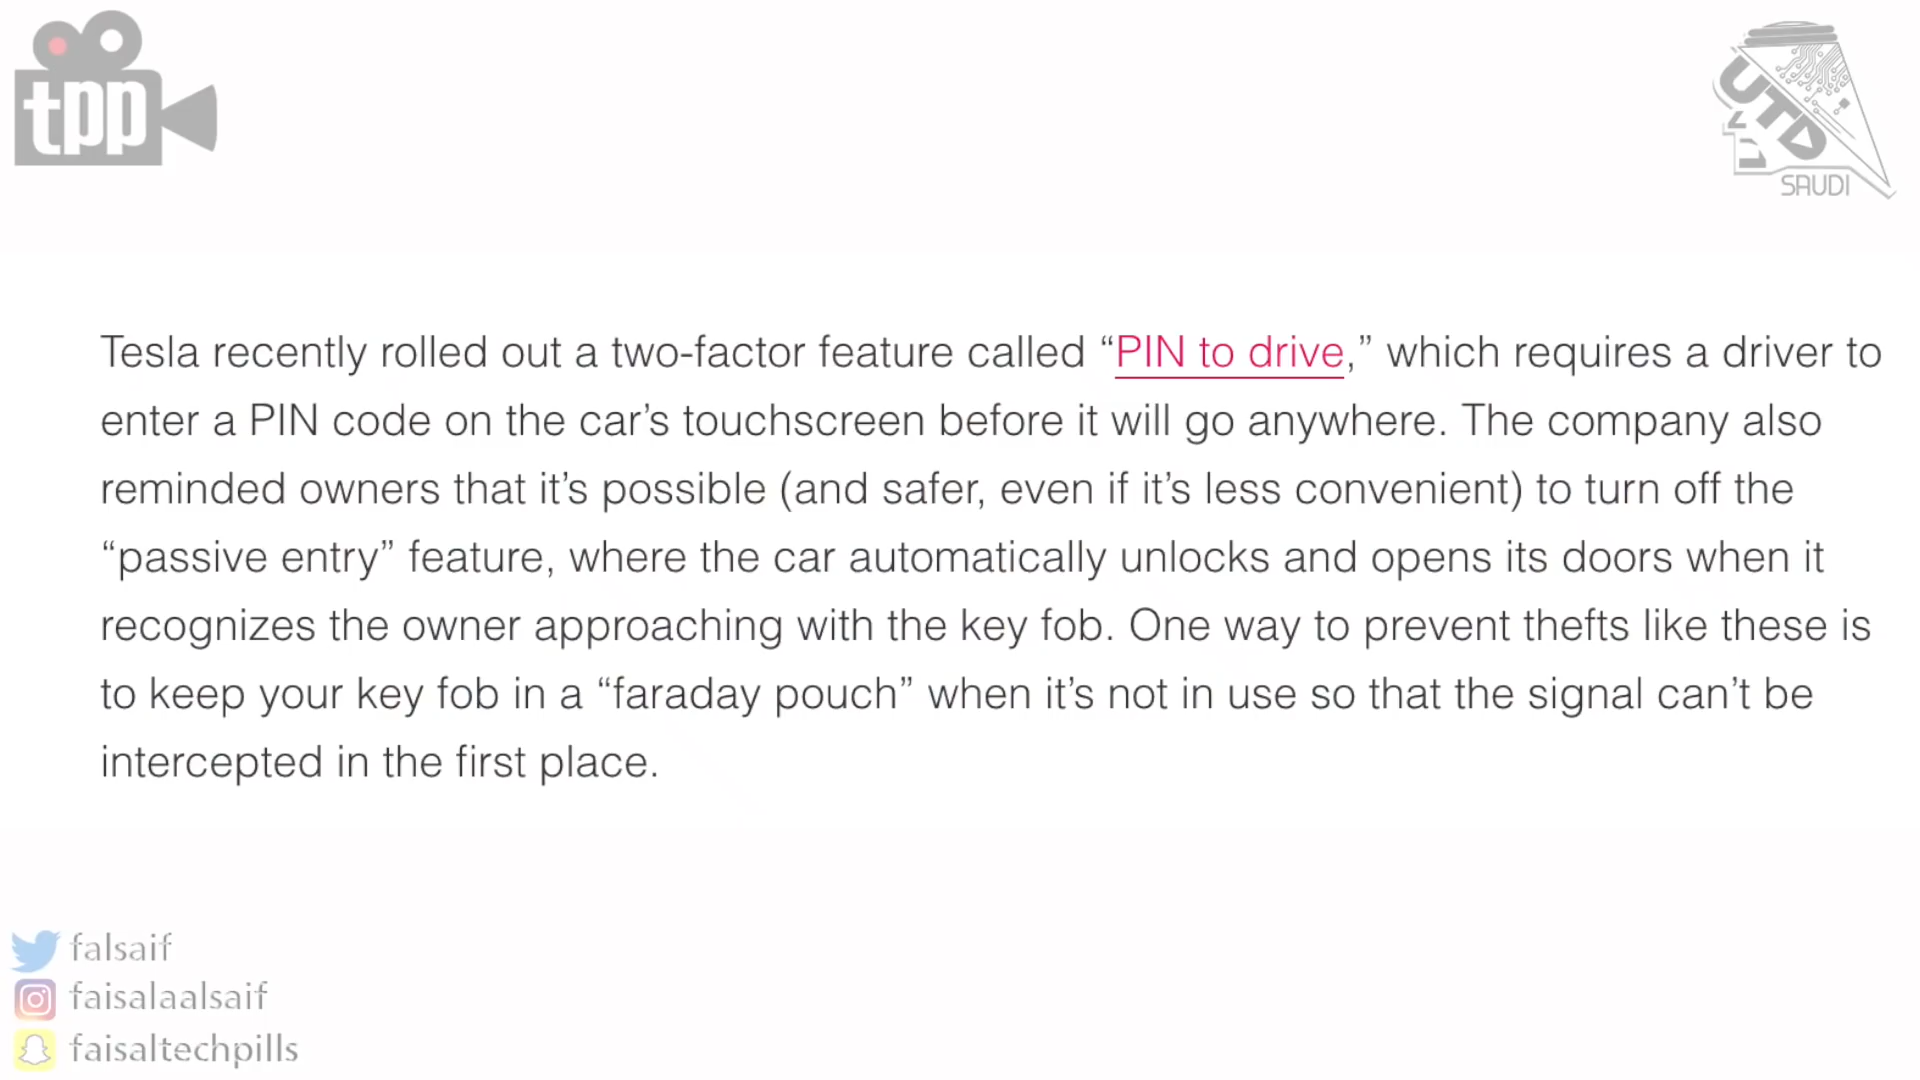 tpp
UTD
SAUDI
Tesla recently rolled out a two-factor feature called “PIN to drive,” which requires a driver to
enter a PIN code on the car’s touchscreen before it will go anywhere. The company also
reminded owners that it’s possible (and safer, even if it’s less convenient) to turn off the
“passive entry” feature, where the car automatically unlocks and opens its doors when it
recognizes the owner approaching with the key fob. One way to prevent thefts like these is
to keep your key fob in a “faraday pouch” when it’s not in use so that the signal can’t be
intercepted in the first place.
falsaif
faisalaalsaif
faisaltechpills